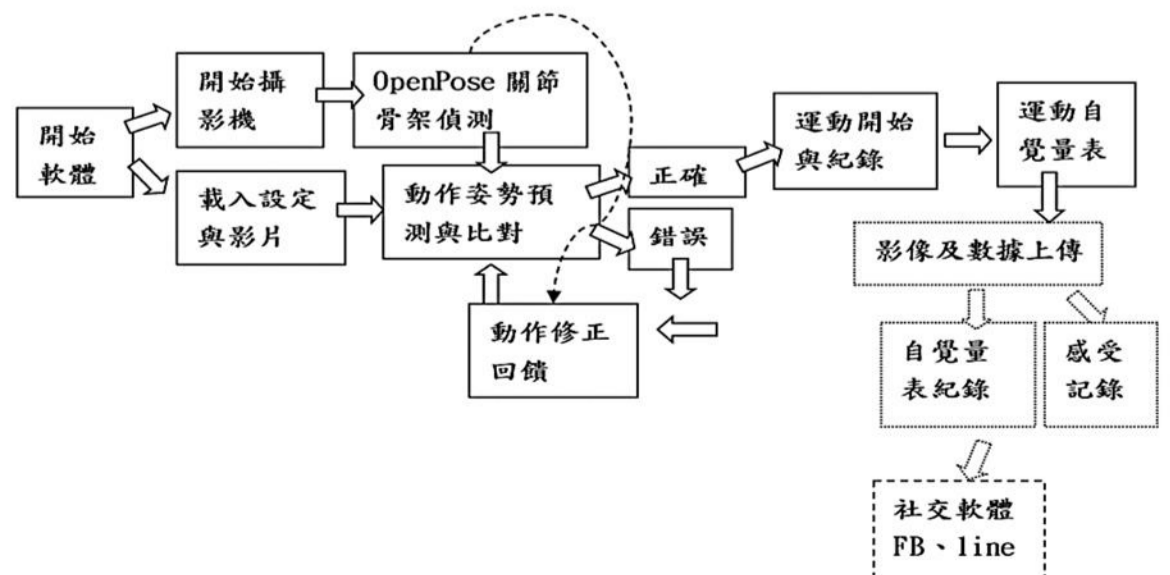 開始
軟體
開始攝
影機
OpenPose 關節
骨架偵測
載入設定
與影片
動作姿勢預
測與比對
正確
錯誤
動作修正
回饋
運動開始
與紀錄
運動自
覺量表
影像及數據上傳
自覺量
表紀錄
感受
記錄
社交軟體
FB、line